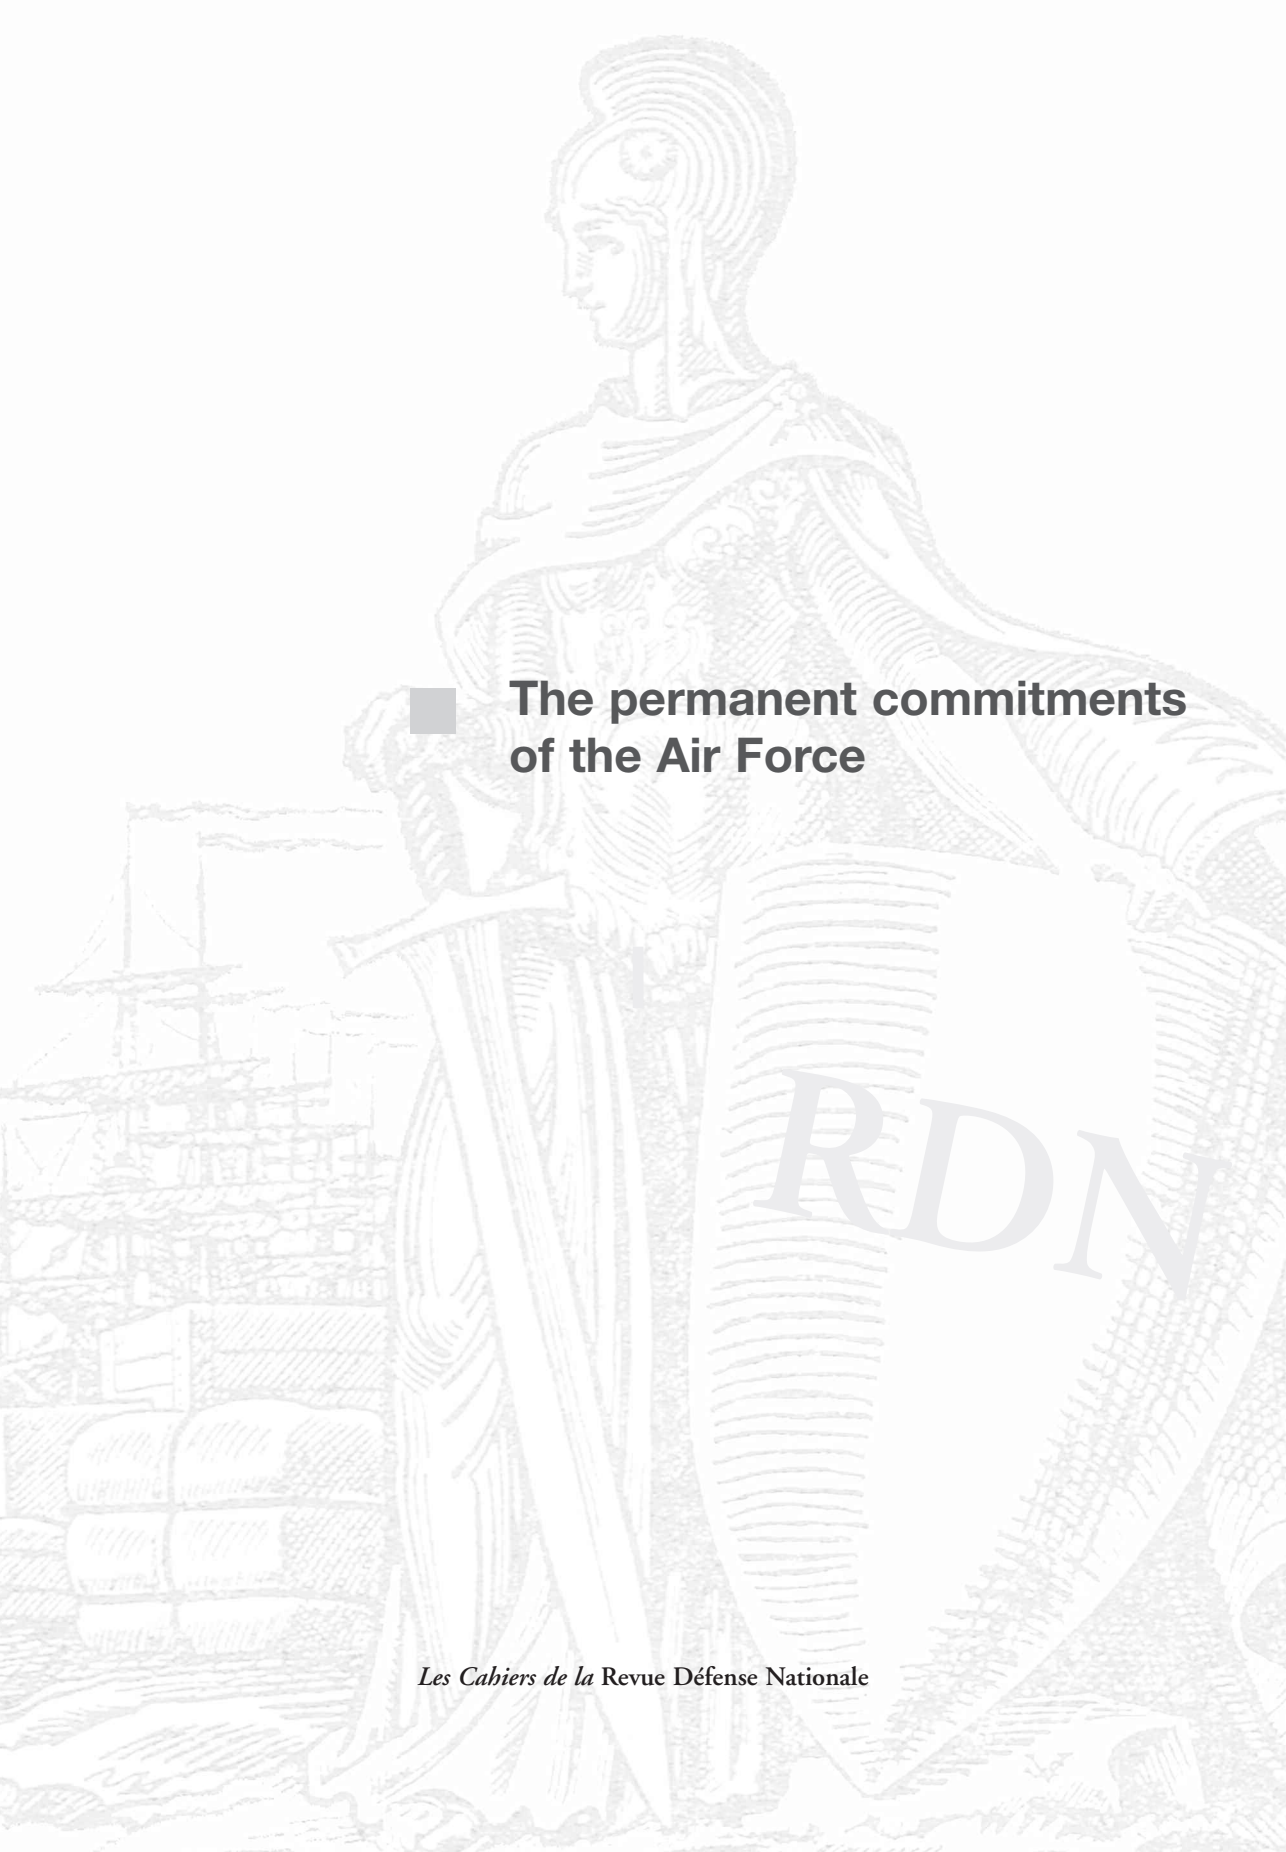 The permanent commitments
of the Air Force
RDN
Les Cahiers de la Revue Défense Nationale